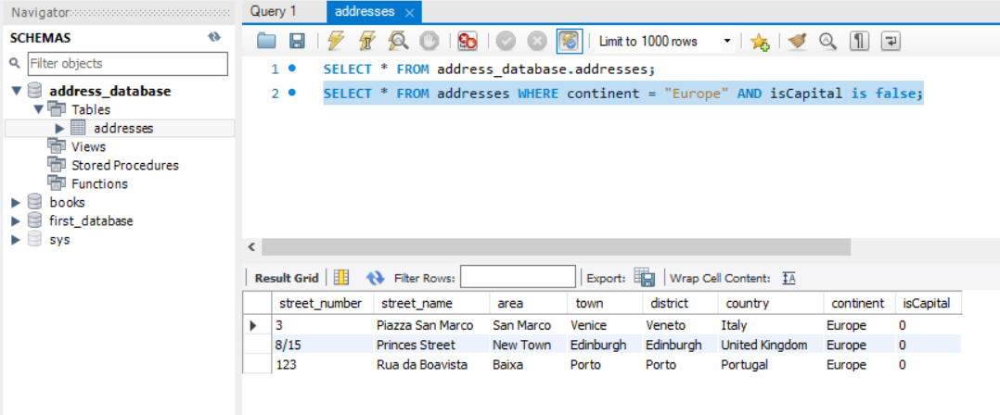 Navigator
SCHEMAS
Filter objects
address_database
Tables
addresses
Views
Stored Procedures
Functions
books
first_database
sys
Query 1 addresses
Limit to 1000 rows
1 SELECT * FROM address_database.addresses;
2 SELECT * FROM addresses WHERE continent = "Europe" AND isCapital is false;
Result Grid Filter Rows: Export: Wrap Cell Content: IA
street_number street_name area town district country continent isCapital
3 Piazza San Marco San Marco Venice Veneto Italy Europe 0
8/15 Princes Street New Town Edinburgh Edinburgh United Kingdom Europe 0
123 Rua da Boavista Baixa Porto Porto Portugal Europe 0